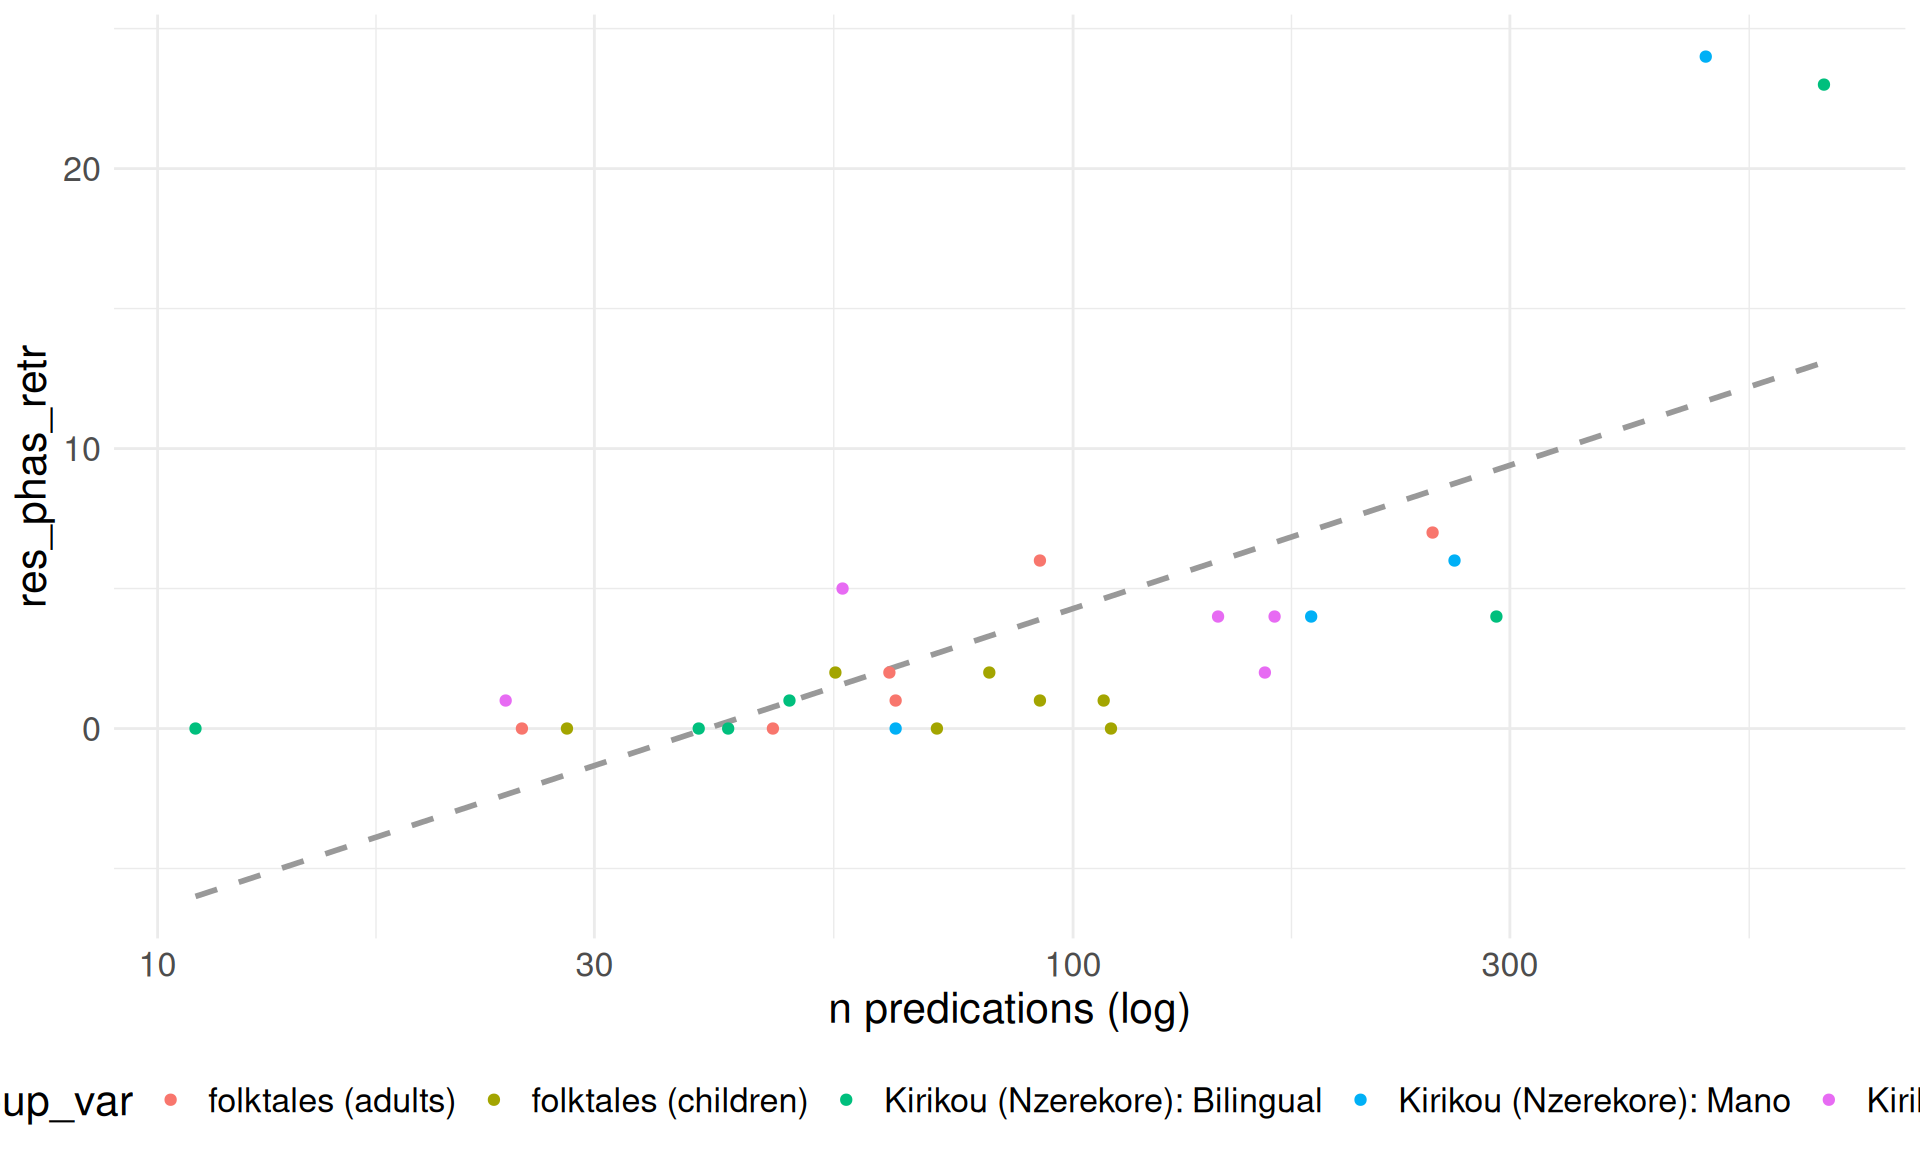 20
10
0
res_phas_retr
10 30 100 300
n predications (log)
up_var folktales (adults) folktales (children) Kirikou (Nzerekore): Bilingual Kirikou (Nzerekore): Mano